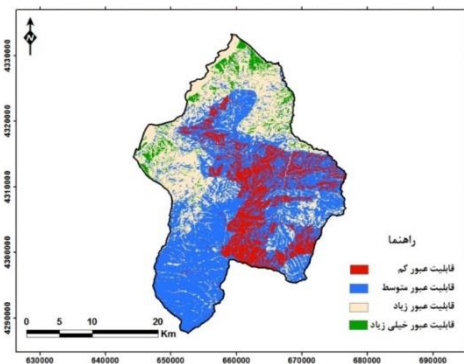 N
4330000
4320000
4310000
4300000
4290000
راهنما
قابلیت عبور کم
قابلیت عبور متوسط
قابلیت عبور زیاد
قابلیت عبور خیلی زیاد
0 5 10 20
Km
630000 640000 650000 660000 670000 680000 690000